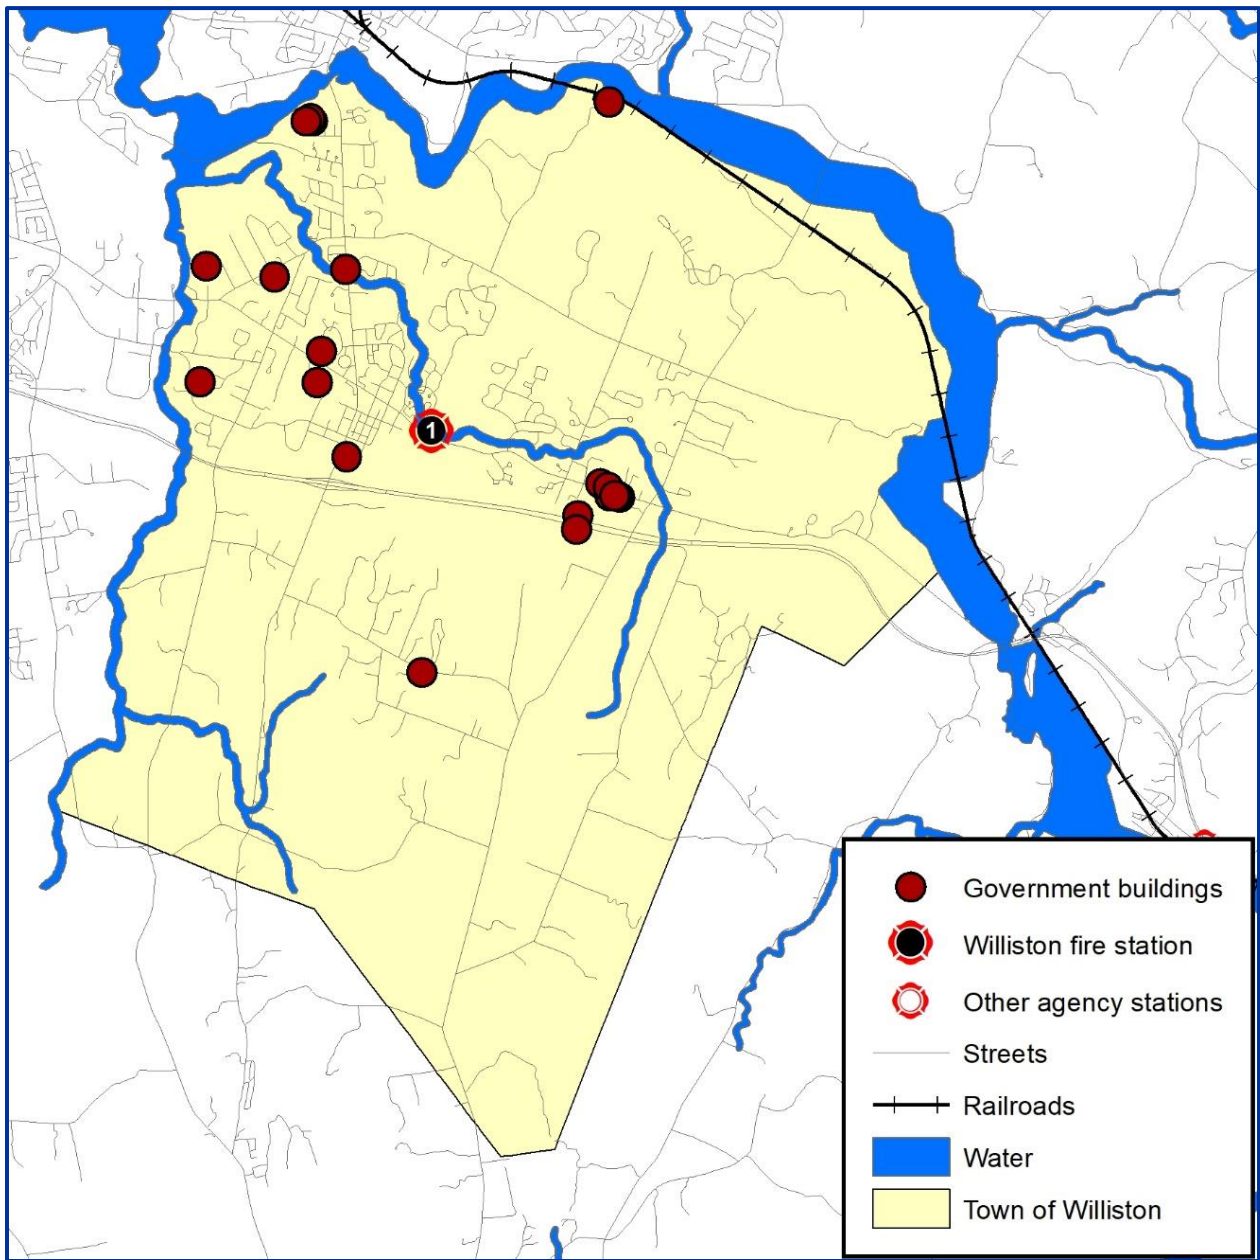 1
Government buildings
Williston fire station
Other agency stations
Streets
Railroads
Water
Town of Williston